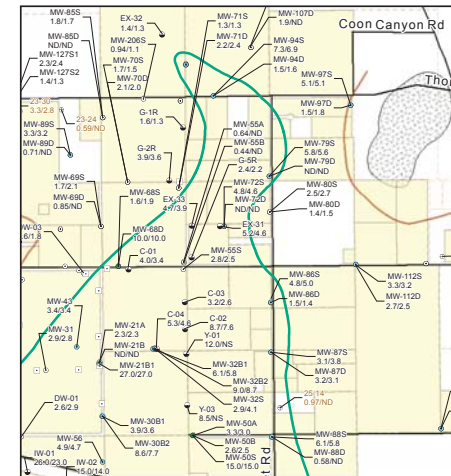 MW-85S
1.8/1.7
MW-85D
ND/ND
MW-127S1
2.3/2.4
MW-127S2
1.4/1.3
EX-32
1.4/1.3
MW-206S
0.94/1.1
MW-70S
1.7/1.5
MW-70D
2.1/2.0
MW-71S
1.3/1.3
MW-71D
2.2/2.4
MW-107D
1.9/ND
MW-94S
7.3/6.9
MW-94D
1.5/1.6
Coon Canyon Rd
MW-97S
5.1/5.1
MW-97D
1.5/1.8
23-24
0.59/ND
MW-89S
3.3/3.2
MW-89D
0.71/ND
G-1R
1.6/1.3
G-2R
3.9/3.6
MW-55A
0.64/ND
MW-55B
0.44/ND
G-5R
2.4/2.2
MW-79S
5.8/5.6
MW-79D
ND/ND
MW-69S
1.7/2.1
MW-69D
0.85/ND
MW-68S
1.6/1.9
EX-33
MW-72S
4.8/4.6
MW-72D
ND/ND
MW-80S
2.5/2.7
MW-80D
1.4/1.5
MW-68D
10.0/10.0
EX-31
5.2/4.6
C-01
4.0/3.4
MW-55S
2.8/2.5
MW-86S
4.8/5.0
MW-86D
1.5/1.4
MW-112S
3.3/3.2
MW-112D
2.7/2.5
MW-43
3.4/3.4
C-03
3.2/2.6
MW-31
2.9/2.8
MW-21A
2.3/2.3
MW-21B
ND/ND
MW-21B1
27.0/27.0
C-04
5.3/4.6
C-02
8.7/7.6
Y-01
12.0/NS
MW-87S
3.1/3.8
MW-87D
3.2/3.1
MW-32B1
6.1/5.8
MW-32B2
9.0/8.7
MW-32S
2.9/4.1
DW-01
2.6/2.9
MW-30B1
3.9/3.6
MW-30B2
8.6/7.7
Y-03
8.5/NS
25-14
0.97/ND
MW-50A
3.3/3.0
MW-50B
2.6/2.5
MW-50S
15.0/15.0
MW-56
4.9/4.7
IW-01
IW-02
15.0/14.0
MW-88S
6.1/5.8
MW-88D
0.58/ND